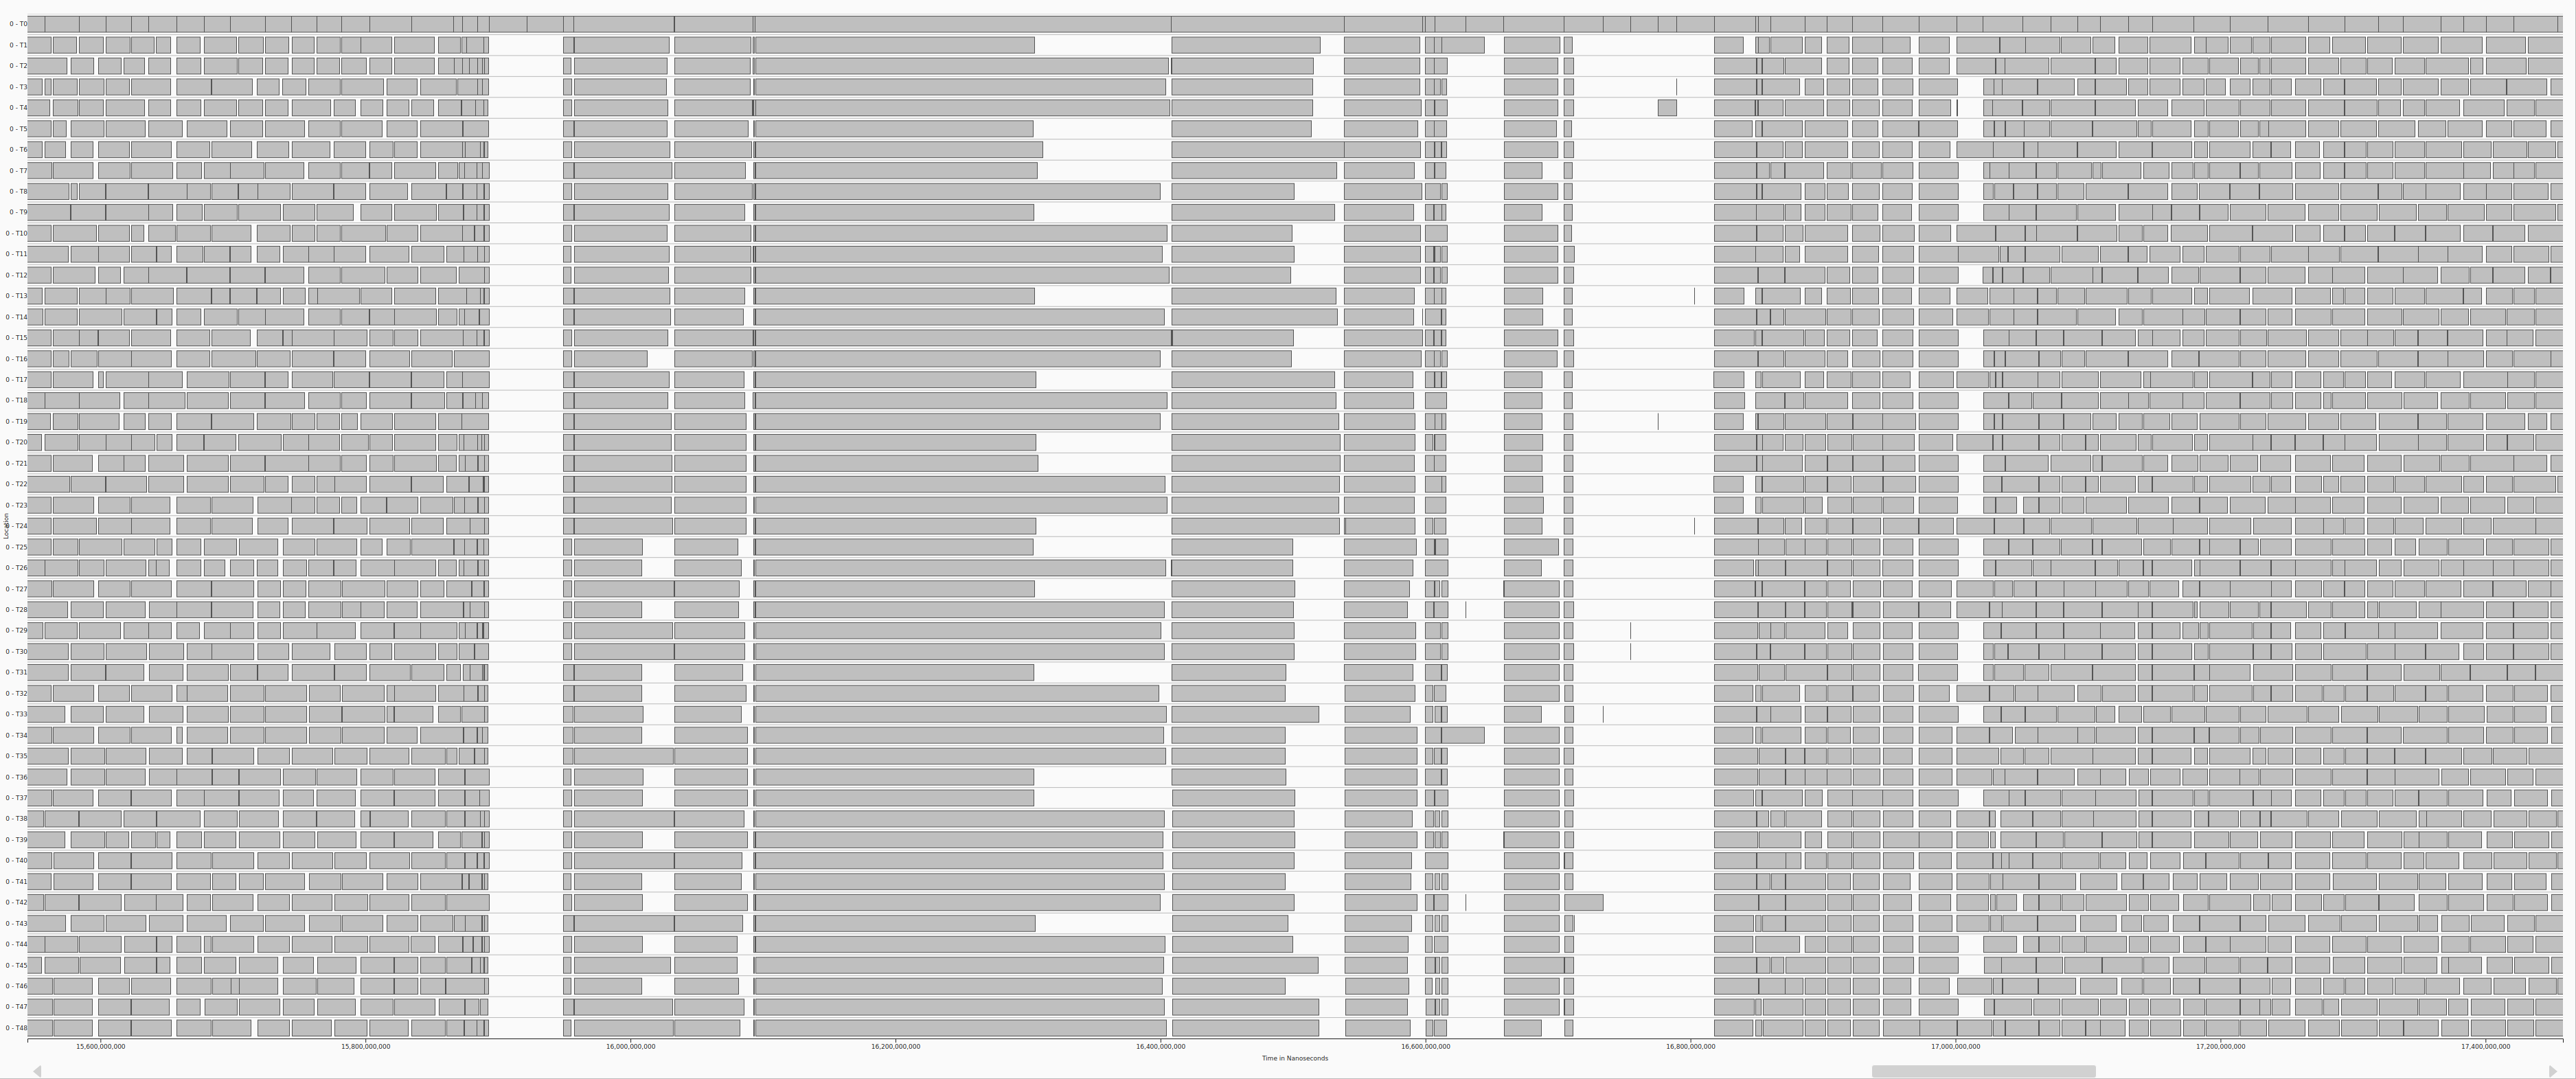 0 - T0
0 - T1
0 - T2
0 - T3
0 - T4
0 - T5
0 - T6
0 - T7
0 - T8
0 - T9
0 - T10
0 - T11
0 - T12
0 - T13
0 - T14
0 - T15
0 - T16
0 - T17
0 - T18
0 - T19
0 - T20
0 - T21
0 - T22
0 - T23
Location
0 - T24
0 - T25
0 - T26
0 - T27
0 - T28
0 - T29
0 - T30
0 - T31
0 - T32
0 - T33
0 - T34
0 - T35
0 - T36
0 - T37
0 - T38
0 - T39
0 - T40
0 - T41
0 - T42
0 - T43
0 - T44
0 - T45
0 - T46
0 - T47
0 - T48
15,600,000,000 15,800,000,000 16,000,000,000 16,200,000,000 16,400,000,000 16,600,000,000 16,800,000,000 17,000,000,000 17,200,000,000 17,400,000,000
Time in Nanoseconds